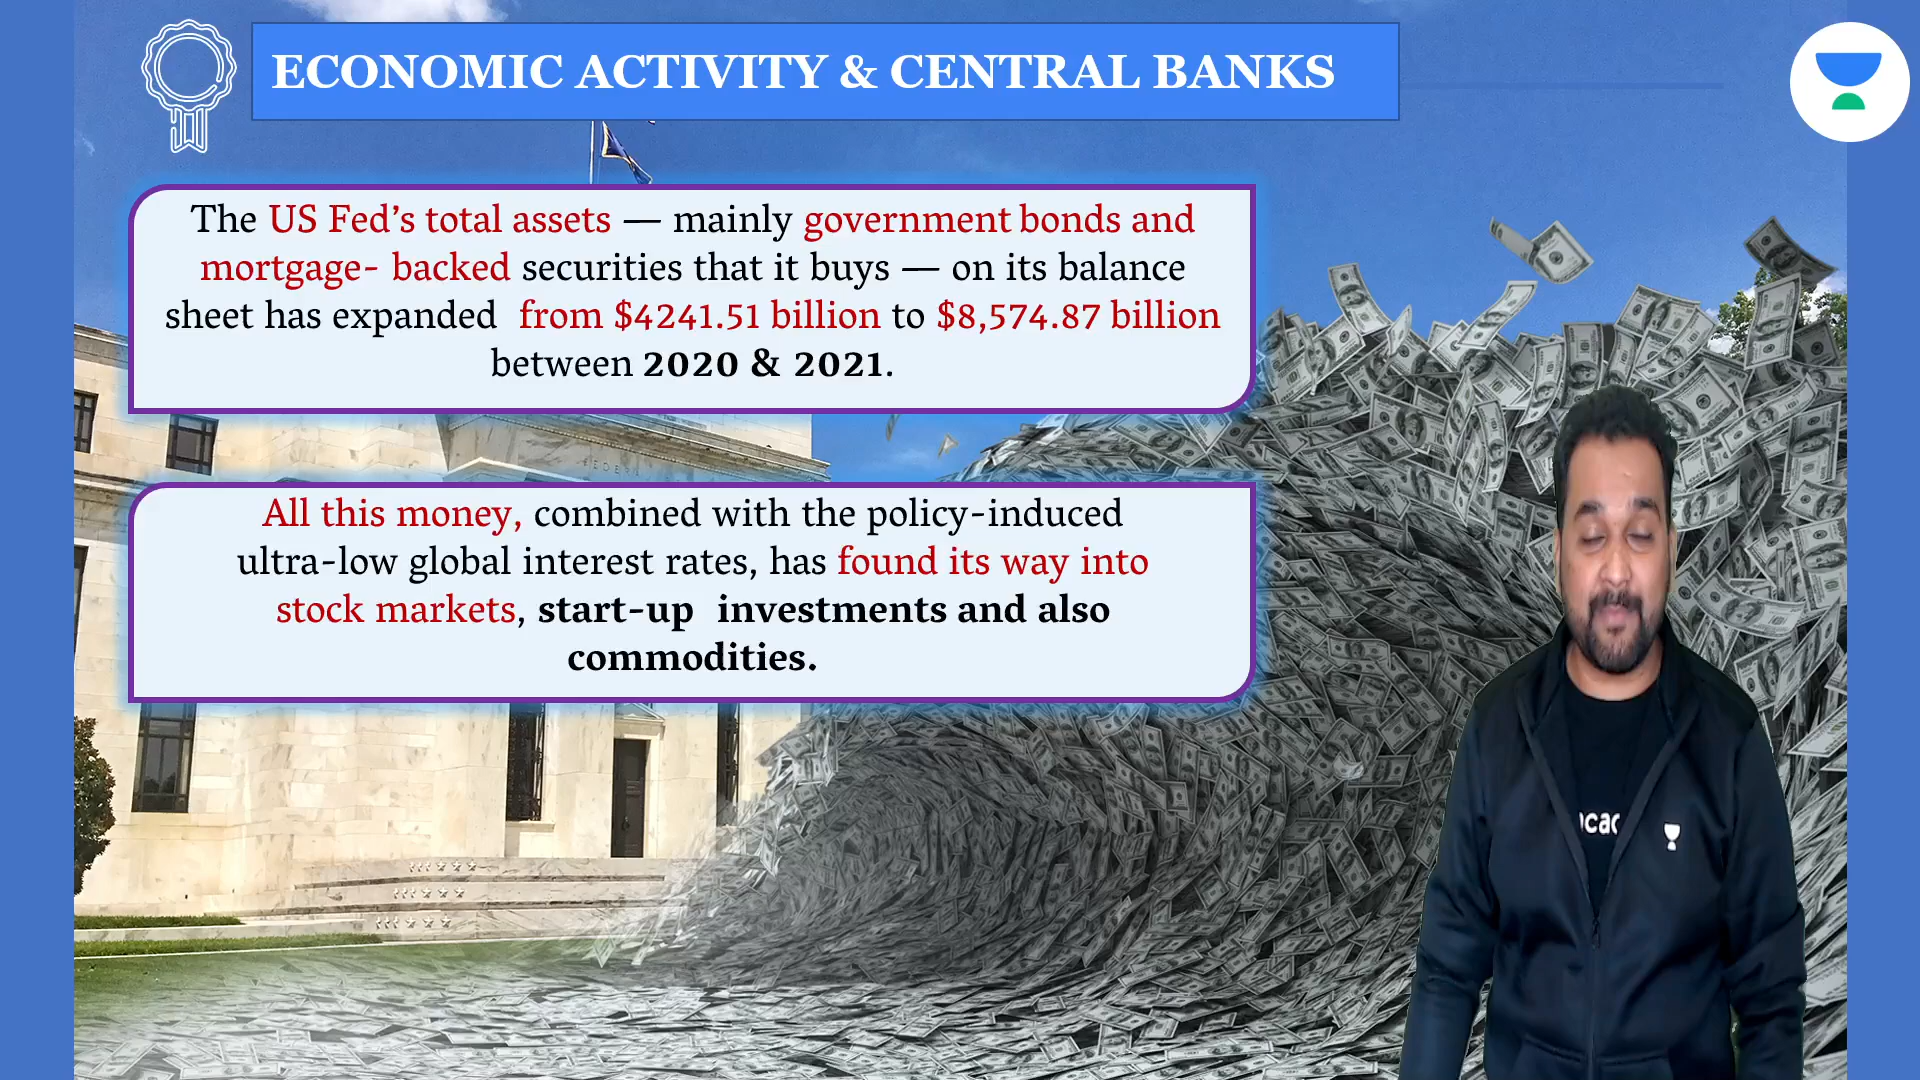 ECONOMIC ACTIVITY & CENTRAL BANKS
The US Fed’s total assets — mainly government bonds and
mortgage- backed securities that it buys — on its balance
sheet has expanded from $4241.51 billion to $8,574.87 billion
between 2020 & 2021.
All this money, combined with the policy-induced
ultra-low global interest rates, has found its way into
stock markets, start-up investments and also
commodities.